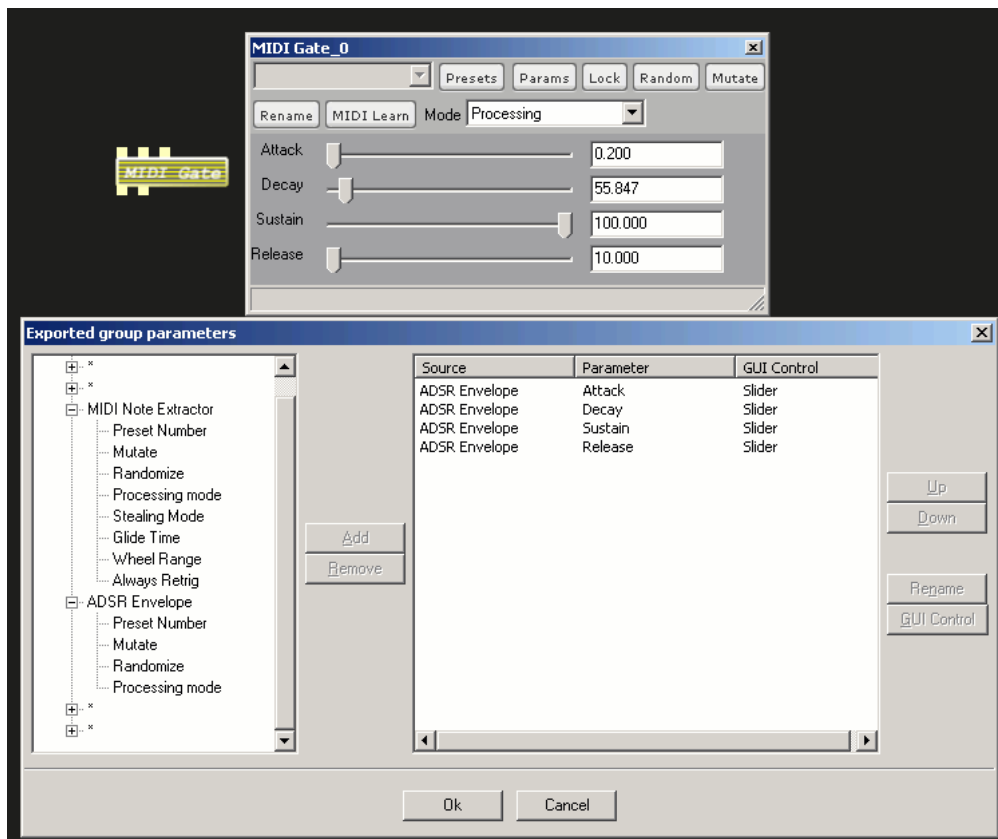 MIDI Gate_0
Presets Params Lock Random Mutate
Rename MIDI Learn Mode Processing
MIDI Gate
Attack 0.200
Decay 55.847
Sustain 100.000
Release 10.000
Exported group parameters
*
*
MIDI Note Extractor
Preset Number
Mutate
Randomize
Processing mode
Stealing Mode
Glide Time
Wheel Range
Always Retrig
ADSR Envelope
Preset Number
Mutate
Randomize
Processing mode
*
*
Add
Remove
Source Parameter GUI Control
ADSR Envelope Attack Slider
ADSR Envelope Decay Slider
ADSR Envelope Sustain Slider
ADSR Envelope Release Slider
Up
Down
Rename
GUI Control
Ok Cancel